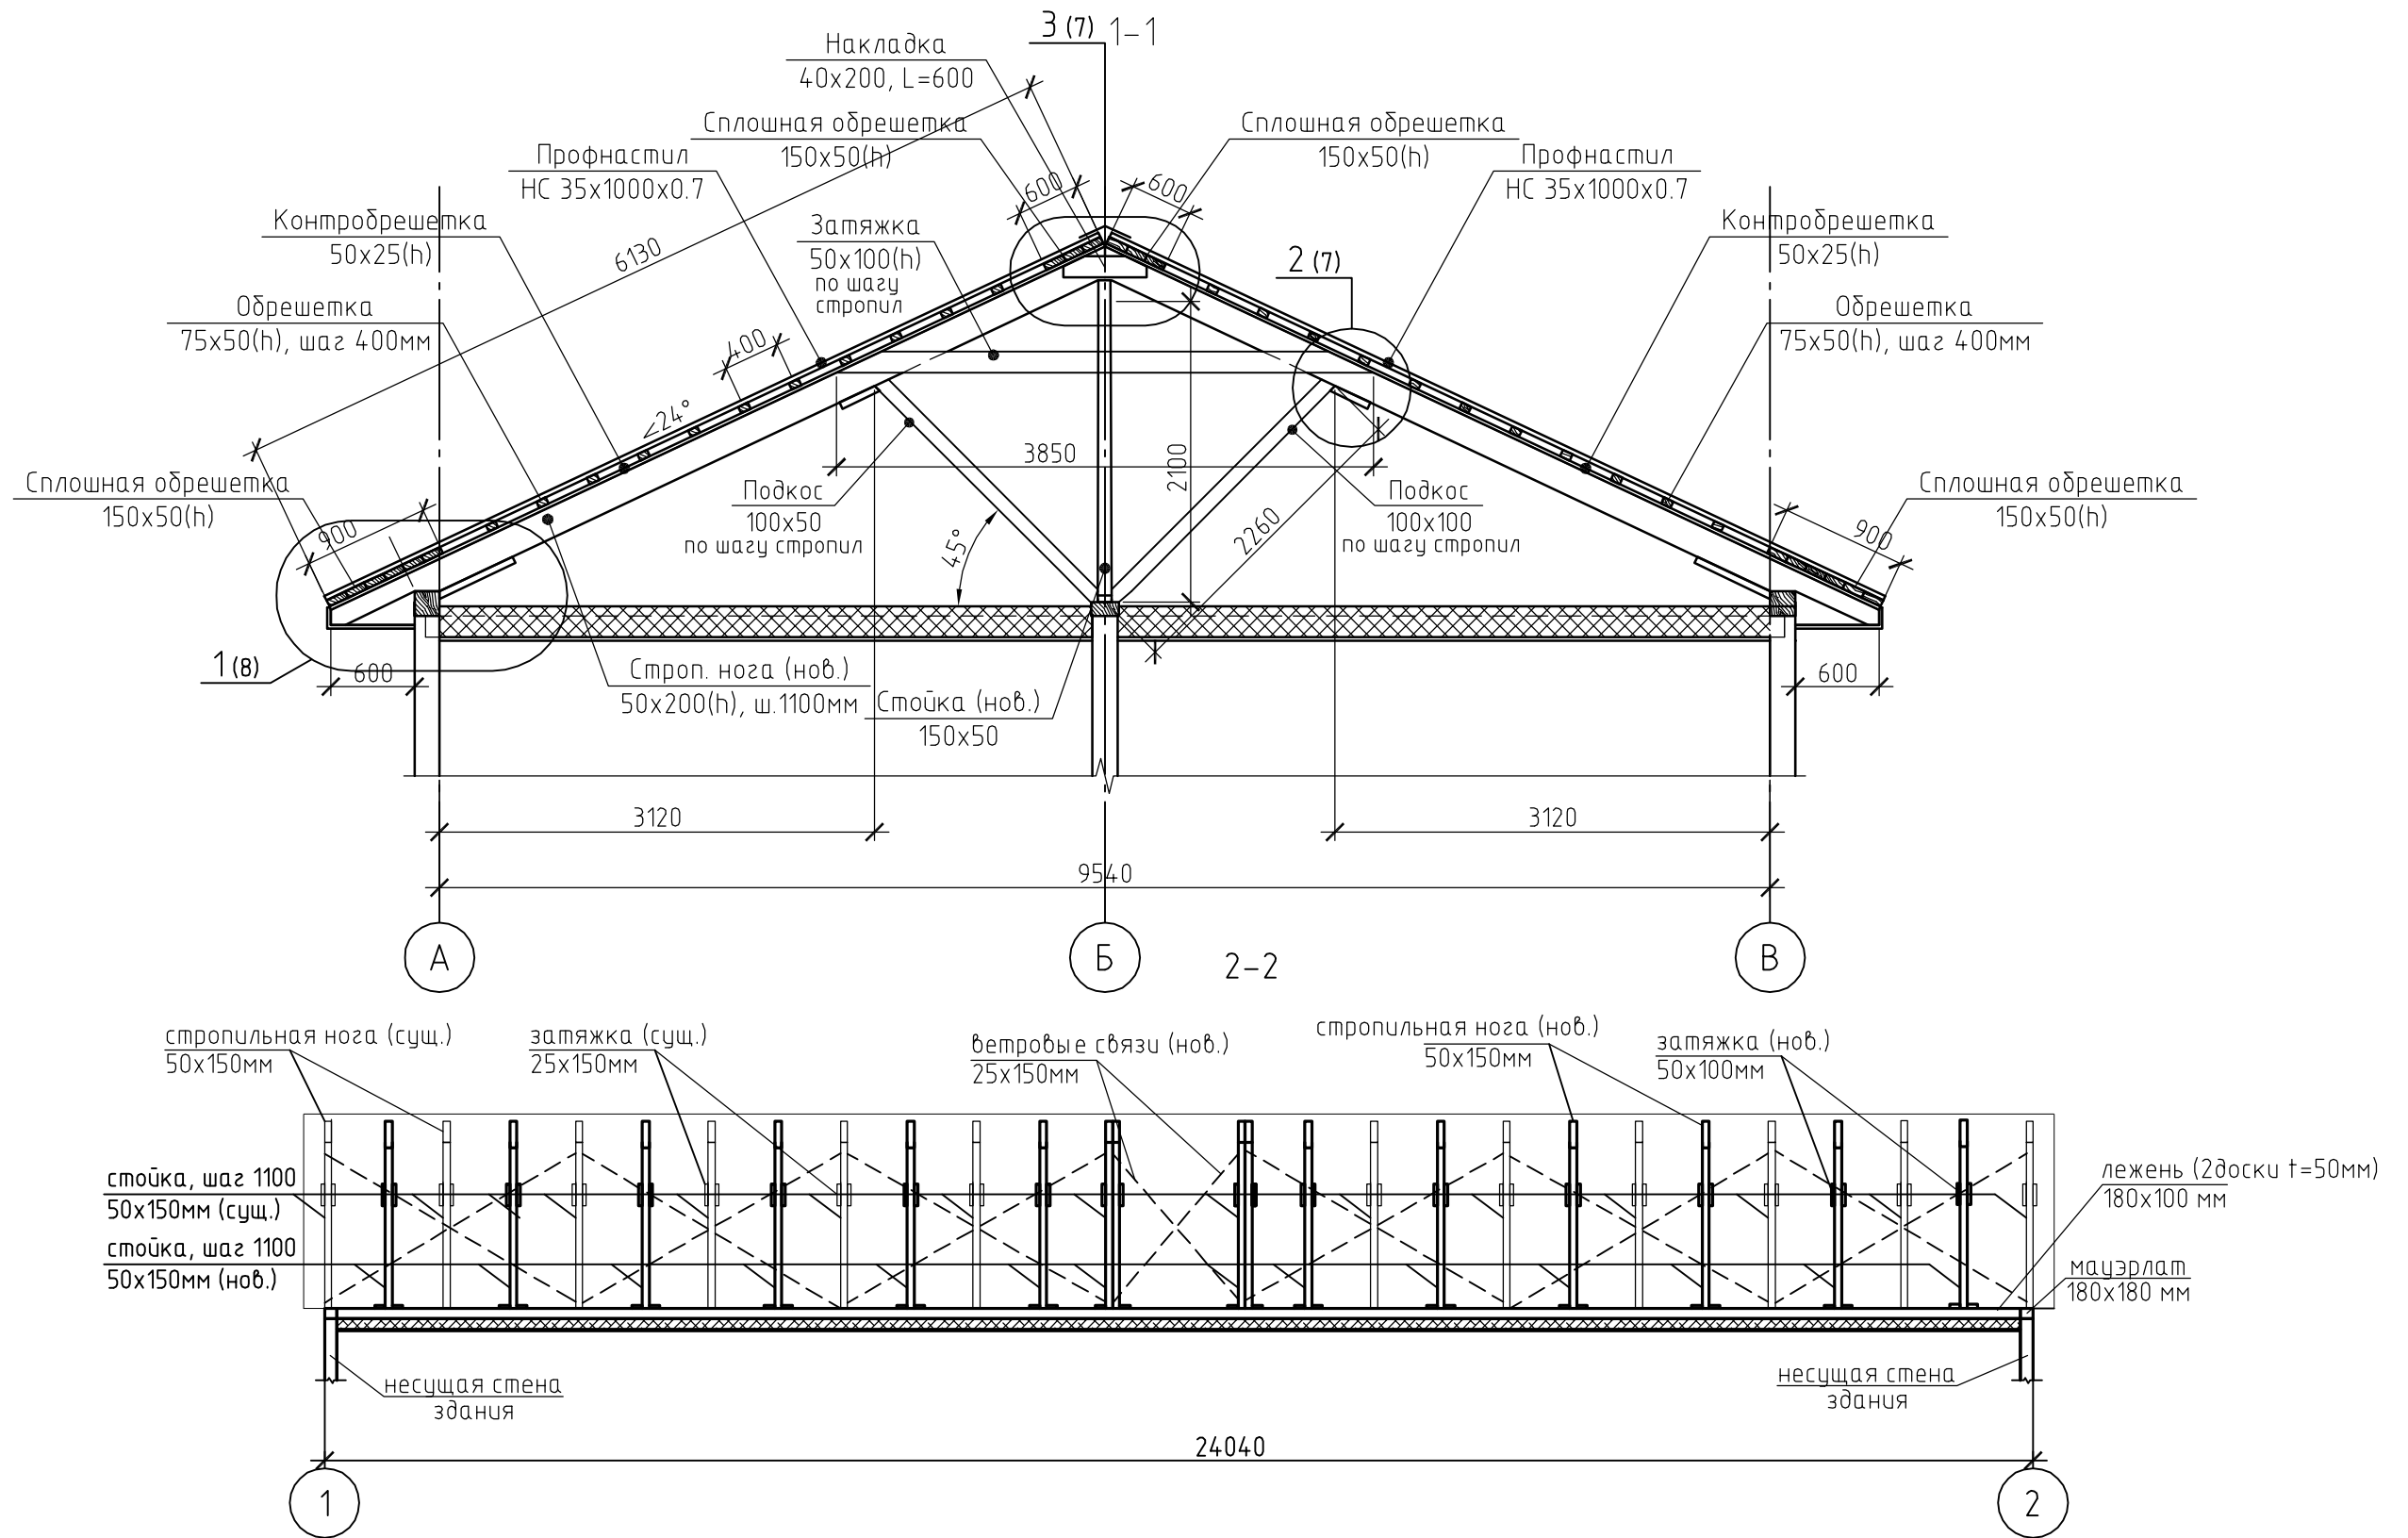 3 (7)
1-1
Накладка
40х200, L=600
Сплошная обрешетка
150х50(h)
Сплошная обрешетка
150х50(h)
Профнастил
НС 35х1000х0.7
Профнастил
НС 35х1000х0.7
600
600
Контробрешетка
50х25(h)
Затяжка
50х100(h)
по шагу
стропил
Контробрешетка
50х25(h)
6130
2 (7)
Обрешетка
75х50(h), шаг 400мм
Обрешетка
75х50(h), шаг 400мм
400
<24°
3850
2100
Сплошная обрешетка
150х50(h)
Подкос
100х50
по шагу стропил
Подкос
100х100
по шагу стропил
Сплошная обрешетка
150х50(h)
900
45°
2260
900
1 (8)
600
Строп. нога (нов.)
50х200(h), ш.1100мм
Стойка (нов.)
150х50
600
3120
3120
9540
А
Б
В
2-2
стропильная нога (сущ.)
50х150мм
затяжка (сущ.)
25х150мм
ветровые связи (нов.)
25х150мм
стропильная нога (нов.)
50х150мм
затяжка (нов.)
50х100мм
стойка, шаг 1100
50х150мм (сущ.)
стойка, шаг 1100
50х150мм (нов.)
лежень (2доски t=50мм)
180х100 мм
мауэрлат
180х180 мм
несущая стена
здания
несущая стена
здания
24040
1
2